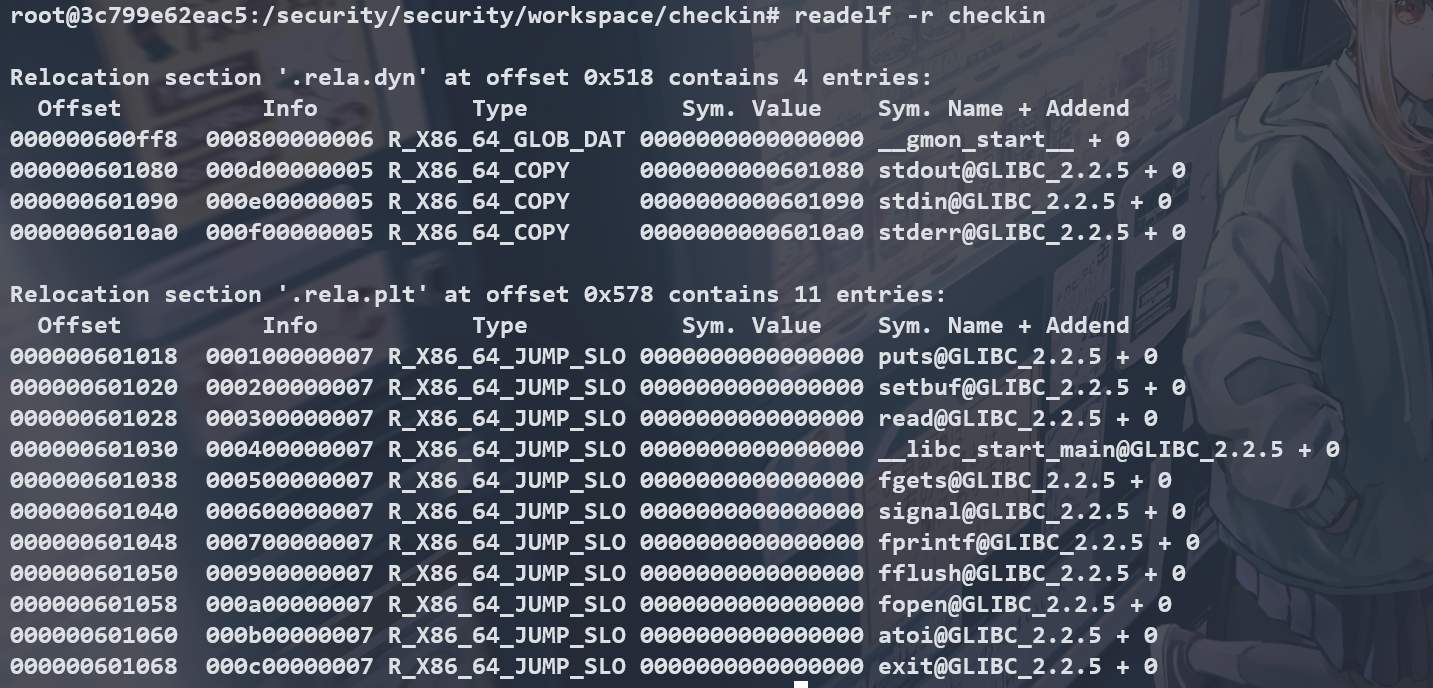 root@3c799e62eac5:/security/security/workspace/checkin# readelf -r checkin
Relocation section '.rela.dyn' at offset 0x518 contains 4 entries:
  Offset          Info           Type           Sym. Value    Sym. Name + Addend
000000600ff8  000800000006 R_X86_64_GLOB_DAT 0000000000000000 __gmon_start__ + 0
000000601080  000d00000005 R_X86_64_COPY     0000000000601080 stdout@GLIBC_2.2.5 + 0
000000601090  000e00000005 R_X86_64_COPY     0000000000601090 stdin@GLIBC_2.2.5 + 0
0000006010a0  000f00000005 R_X86_64_COPY     00000000006010a0 stderr@GLIBC_2.2.5 + 0
Relocation section '.rela.plt' at offset 0x578 contains 11 entries:
  Offset          Info           Type           Sym. Value    Sym. Name + Addend
000000601018  000100000007 R_X86_64_JUMP_SLO 0000000000000000 puts@GLIBC_2.2.5 + 0
000000601020  000200000007 R_X86_64_JUMP_SLO 0000000000000000 setbuf@GLIBC_2.2.5 + 0
000000601028  000300000007 R_X86_64_JUMP_SLO 0000000000000000 read@GLIBC_2.2.5 + 0
000000601030  000400000007 R_X86_64_JUMP_SLO 0000000000000000 __libc_start_main@GLIBC_2.2.5 + 0
000000601038  000500000007 R_X86_64_JUMP_SLO 0000000000000000 fgets@GLIBC_2.2.5 + 0
000000601040  000600000007 R_X86_64_JUMP_SLO 0000000000000000 signal@GLIBC_2.2.5 + 0
000000601048  000700000007 R_X86_64_JUMP_SLO 0000000000000000 fprintf@GLIBC_2.2.5 + 0
000000601050  000900000007 R_X86_64_JUMP_SLO 0000000000000000 fflush@GLIBC_2.2.5 + 0
000000601058  000a00000007 R_X86_64_JUMP_SLO 0000000000000000 fopen@GLIBC_2.2.5 + 0
000000601060  000b00000007 R_X86_64_JUMP_SLO 0000000000000000 atoi@GLIBC_2.2.5 + 0
000000601068  000c00000007 R_X86_64_JUMP_SLO 0000000000000000 exit@GLIBC_2.2.5 + 0